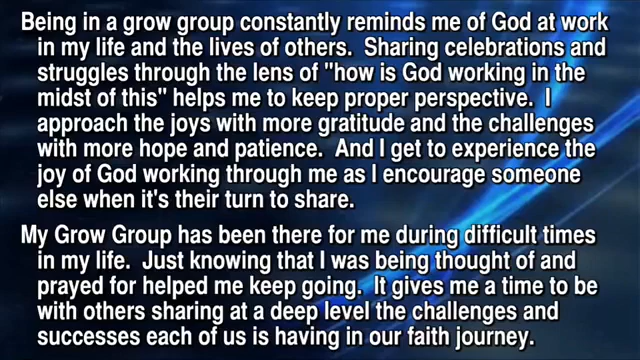 Being in a grow group constantly reminds me of God at work
in my life and the lives of others.  Sharing celebrations and
struggles through the lens of "how is God working in the
midst of this" helps me to keep proper perspective.  I
approach the joys with more gratitude and the challenges
with more hope and patience.  And I get to experience the
joy of God working through me as I encourage someone
else when it's their turn to share.
My Grow Group has been there for me during difficult times
in my life.  Just knowing that I was being thought of and
prayed for helped me keep going.  It gives me a time to be
with others sharing at a deep level the challenges and
successes each of us is having in our faith journey.